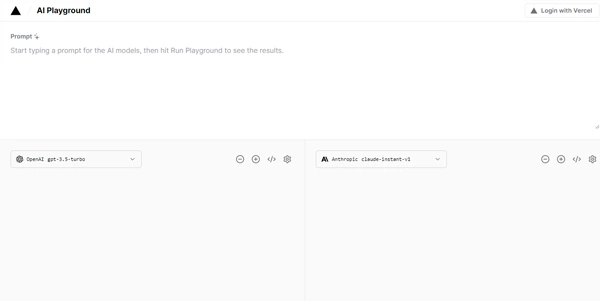 AI Playground
Login with Vercel
Prompt
Start typing a prompt for the AI models, then hit Run Playground to see the results.
OpenAI gpt-3.5-turbo
</>
Anthropic claude-instant-v1
</>